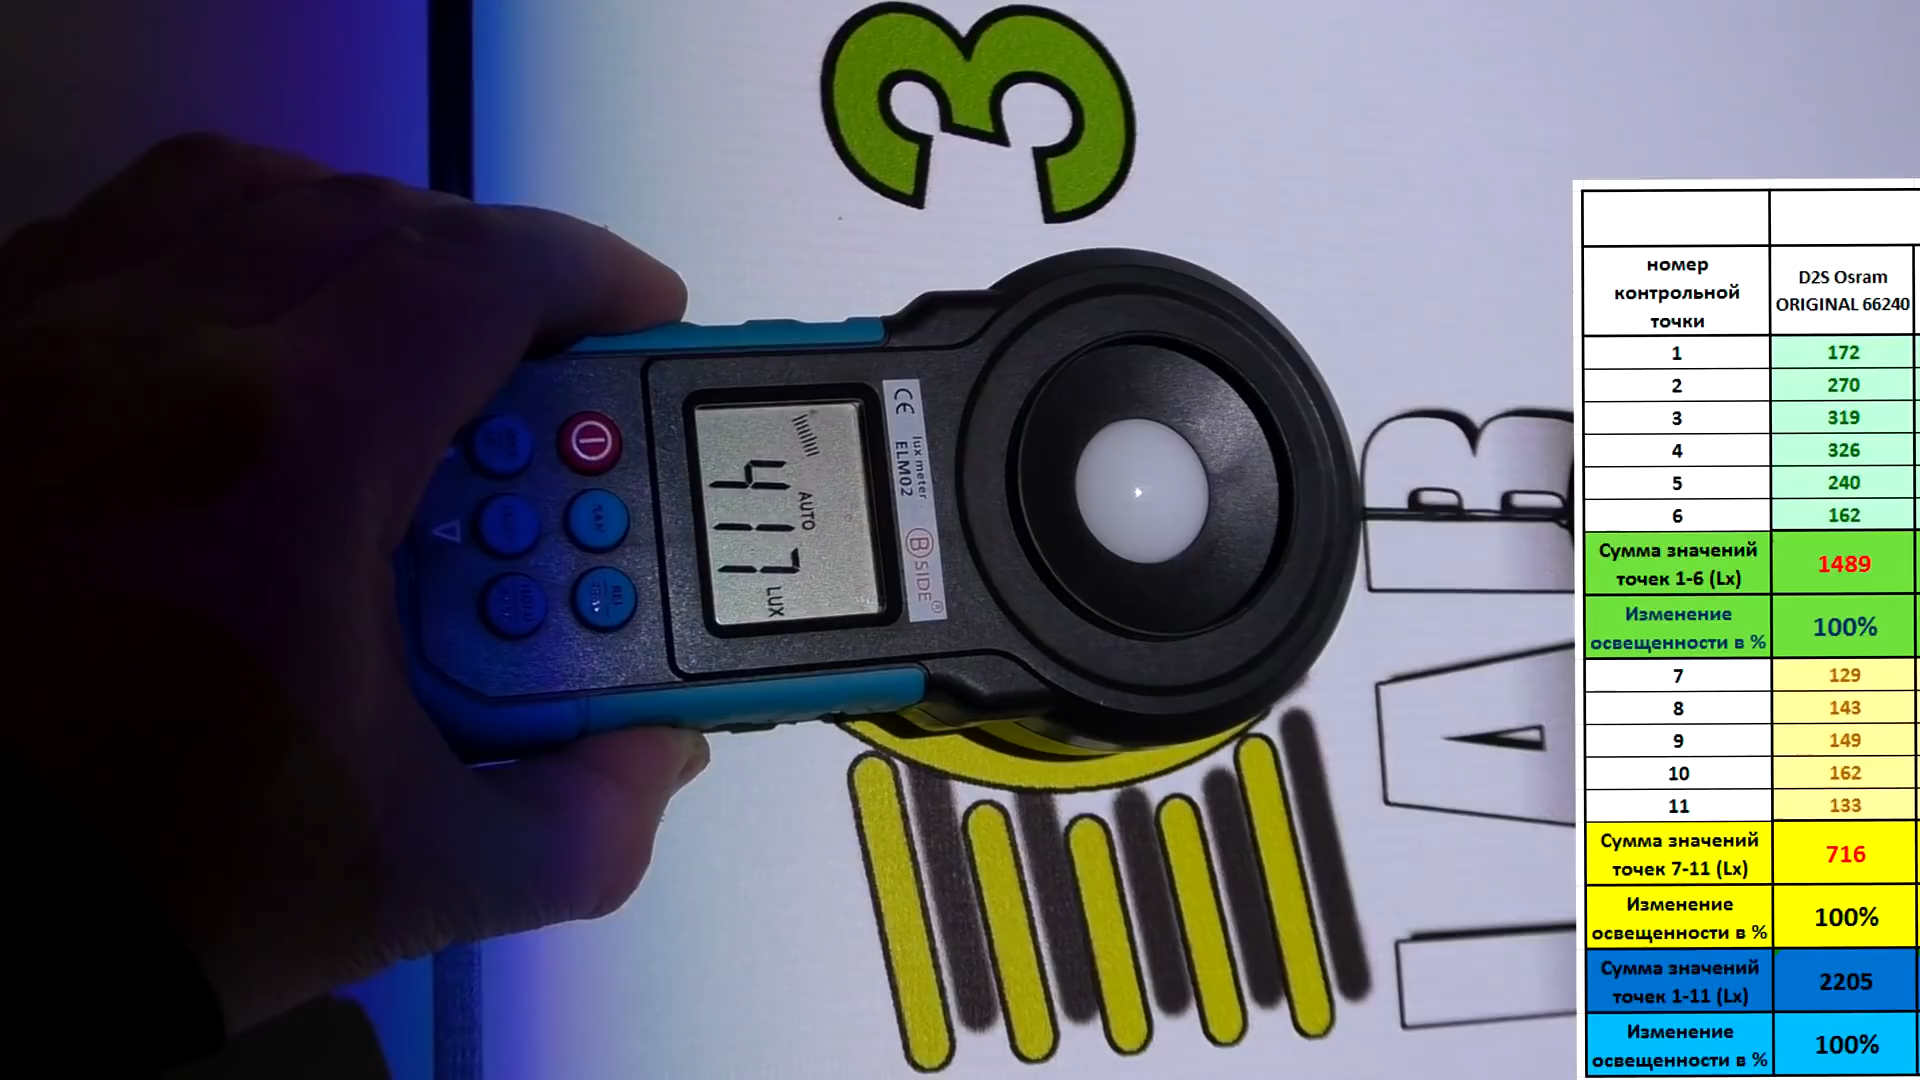 3
CE
lux meter
ELM02
B SIDE®
AUTO
417
LUX
номер
контрольной
точки
D2S Osram
ORIGINAL 66240
1 172
2 270
3 319
4 326
5 240
6 162
Сумма значений
точек 1-6 (Lx)
1489
Изменение
освещенности в %
100%
7 129
8 143
9 149
10 162
11 133
Сумма значений
точек 7-11 (Lx)
716
Изменение
освещенности в %
100%
Сумма значений
точек 1-11 (Lx)
2205
Изменение
освещенности в %
100%